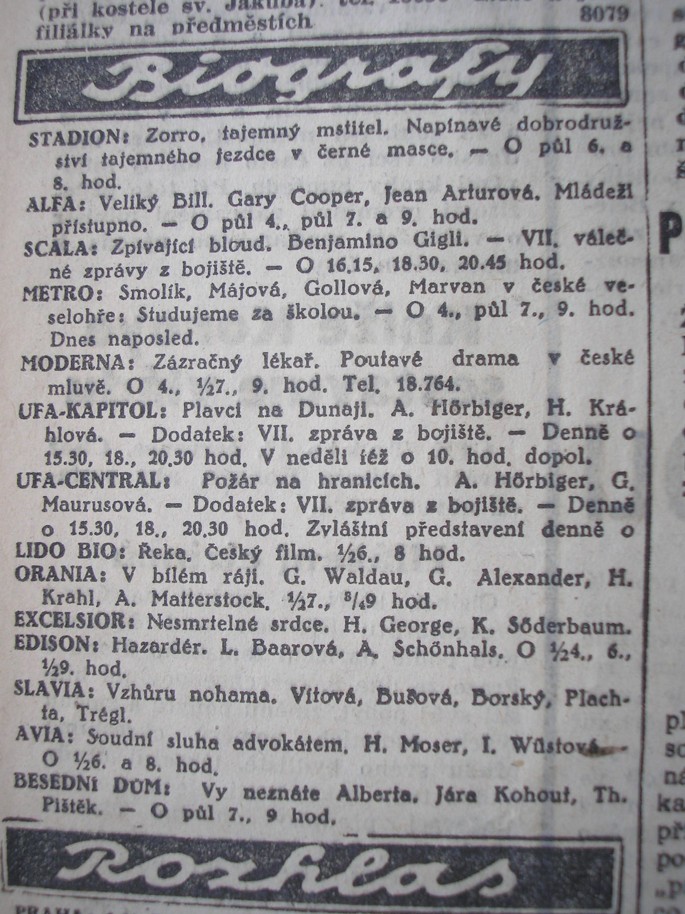 (při kostele sv. Jakuba). tel.
filiálky na předměstích 8079
Biografy
STADION: Zorro, tajemný mstitel. Napínavé dobrodruž-
ství tajemného jezdce v černé masce. — O půl 6. a
8. hod.
ALFA: Veliký Bill. Gary Cooper, Jean Arturová. Mládeži
přístupno. — O půl 4., půl 7. a 9. hod.
SCALA: Zpívající bloud. Benjamino Gigli. — VII. váleč-
né zprávy z bojiště. — O 16.15, 18.30, 20.45 hod.
METRO: Smolík, Májová, Gollová, Marvan v české ve-
selohře: Studujeme za školou. — O 4., půl 7., 9. hod.
Dnes naposled.
MODERNA: Zázračný lékař. Poutavé drama v české
mluvě. O 4., ½7., 9. hod. Tel. 18.764.
UFA-KAPITOL: Plavci na Dunaji. A. Hörbiger, H. Krá-
hlová. — Dodatek: VII. zpráva z bojiště. — Denně o
15.30, 18., 20.30 hod. V neděli též o 10. hod. dopol.
UFA-CENTRAL: Požár na hranicích. A. Hörbiger, G.
Maurusová. — Dodatek: VII. zpráva z bojiště. — Denně
o 15.30, 18., 20.30 hod. Zvláštní představení denně o
LIDO BIO: Řeka. Český film. ½6., 8 hod.
ORANIA: V bílém ráji. G. Waldau, G. Alexander, H.
Krahl, A. Matterstock. ½7., ¾9 hod.
EXCELSIOR: Nesmrtelné srdce. H. George, K. Söderbaum.
EDISON: Hazardér. L. Baarová, A. Schönhals. O ½4., 6.,
½9. hod.
SLAVIA: Vzhůru nohama. Vítová, Bušová, Borský, Plach-
ta, Trégl.
AVIA: Soudní sluha advokátem. H. Moser, I. Wüstová.—
O ½6. a 8 hod.
BESEDNÍ DŮM: Vy neznáte Alberta. Jára Kohout, Th.
Pištěk. — O půl 7., 9 hod.
Rozhlas